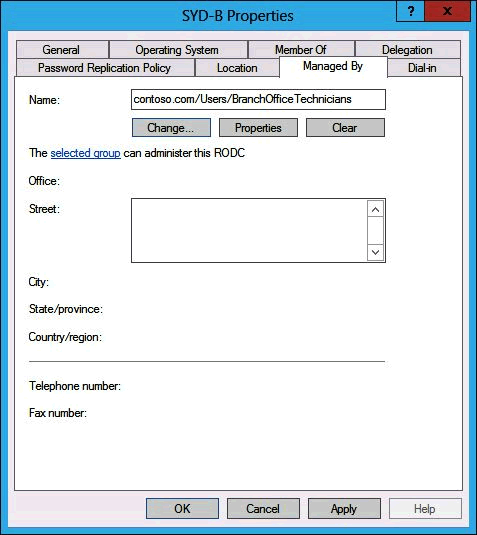 SYD-B Properties
? x
General Operating System Member Of Delegation
Password Replication Policy Location Managed By Dial-in
Name: contoso.com/Users/BranchOfficeTechnicians
Change... Properties Clear
The selected group can administer this RODC
Office:
Street:
City:
State/province:
Country/region:
Telephone number:
Fax number:
OK Cancel Apply Help